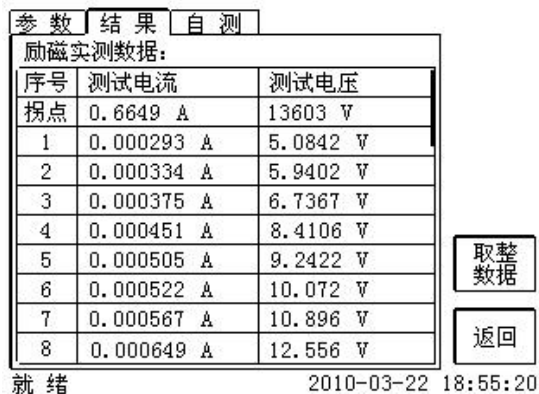 参 数 结 果 自 测
励磁实测数据:
序号 测试电流 测试电压
拐点 0.6649 A 13603 V
1 0.000293 A 5.0842 V
2 0.000334 A 5.9402 V
3 0.000375 A 6.7367 V
4 0.000451 A 8.4106 V
5 0.000505 A 9.2422 V
6 0.000522 A 10.072 V
7 0.000567 A 10.896 V
8 0.000649 A 12.556 V
取整
数据
返回
就 绪 2010-03-22 18:55:20